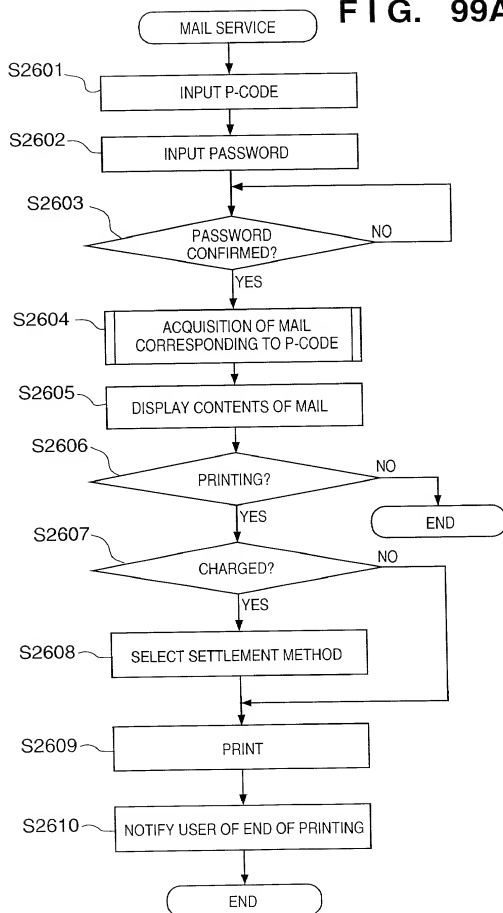 FIG. 99A
MAIL SERVICE
S2601
INPUT P-CODE
S2602
INPUT PASSWORD
S2603
PASSWORD
CONFIRMED?
NO
YES
S2604
ACQUISITION OF MAIL
CORRESPONDING TO P-CODE
S2605
DISPLAY CONTENTS OF MAIL
S2606
PRINTING?
NO
YES
END
S2607
CHARGED?
NO
YES
S2608
SELECT SETTLEMENT METHOD
S2609
PRINT
S2610
NOTIFY USER OF END OF PRINTING
END